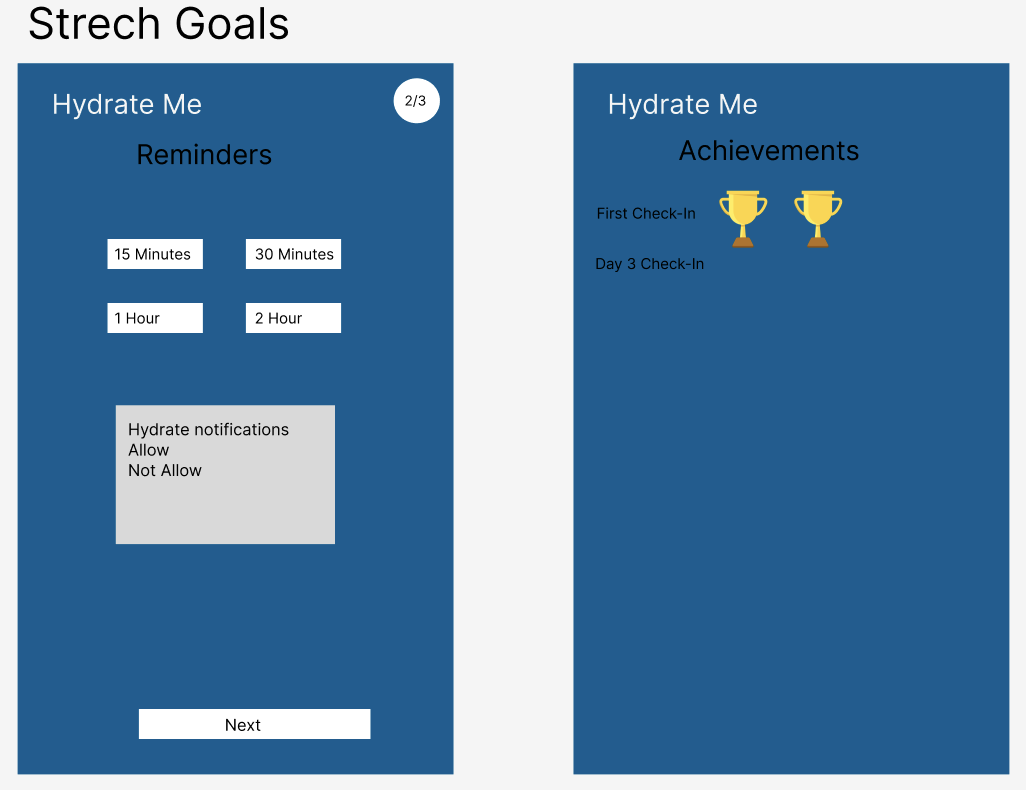 Strech Goals
Hydrate Me
2/3
Reminders
15 Minutes
30 Minutes
1 Hour
2 Hour
Hydrate notifications
Allow
Not Allow
Next
Hydrate Me
Achievements
First Check-In
Day 3 Check-In